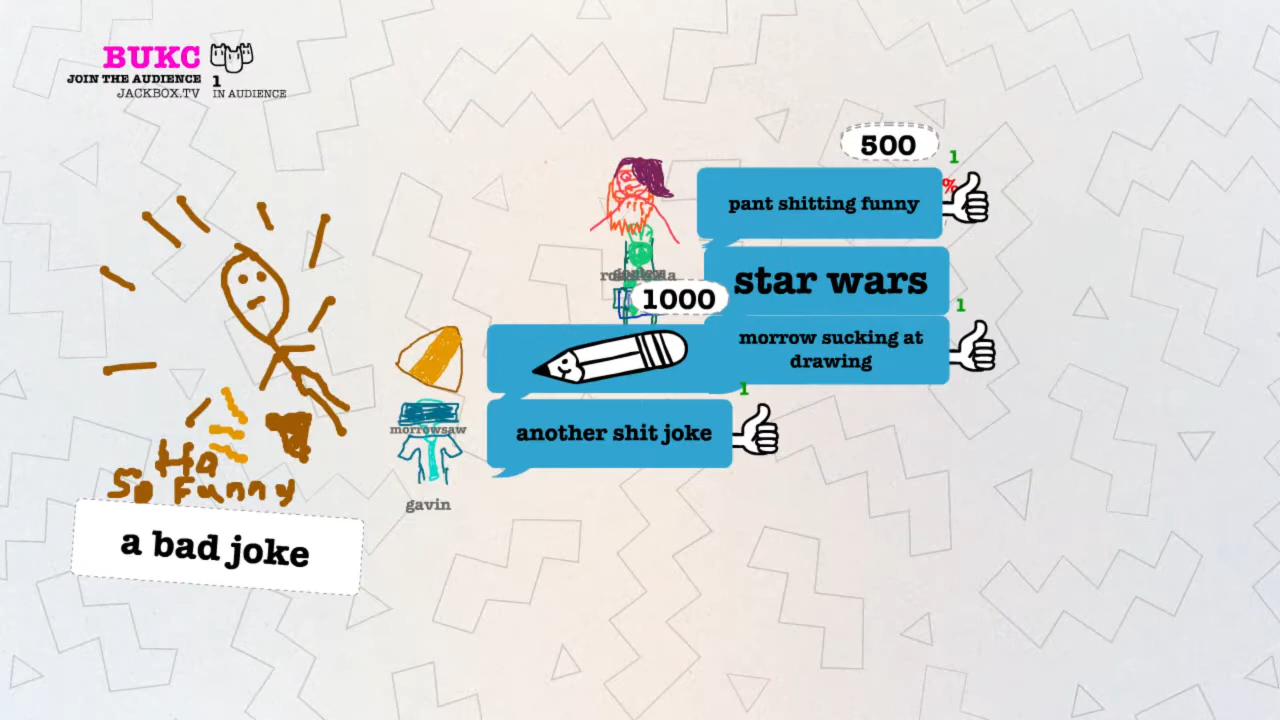 BUKC
JOIN THE AUDIENCE
JACKBOX.TV
1
IN AUDIENCE
500
1
%
pant shitting funny
star wars
1000
1
morrow sucking at
drawing
morrowsaw
1
another shit joke
gavin
Ha
So Funny
a bad joke